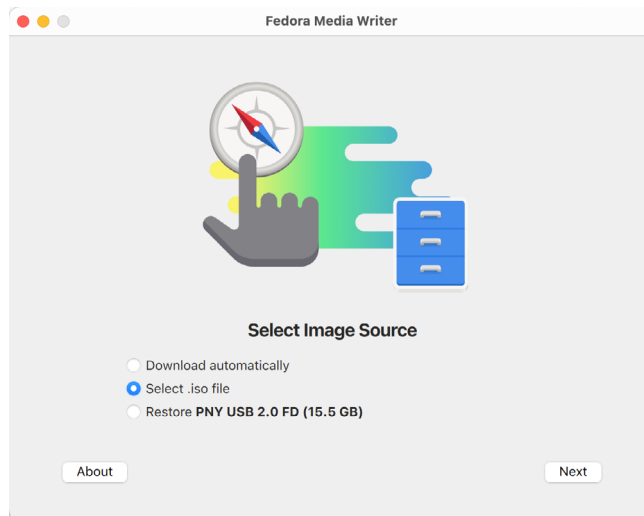 Fedora Media Writer
Select Image Source
Download automatically
Select .iso file
Restore PNY USB 2.0 FD (15.5 GB)
About
Next